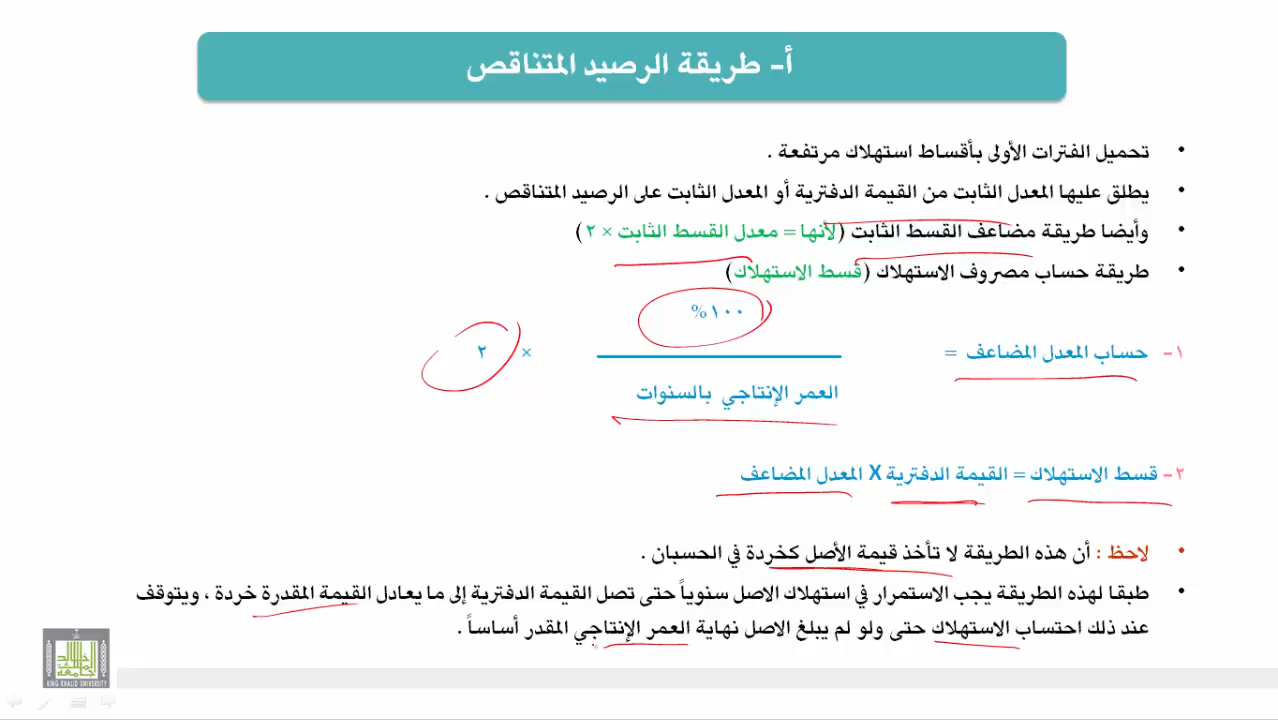 أ- طريقة الرصيد المتناقص
• تحميل الفترات الأولى بأقساط استهلاك مرتفعة .
• يطلق عليها المعدل الثابت من القيمة الدفترية أو المعدل الثابت على الرصيد المتناقص .
• وأيضا طريقة مضاعف القسط الثابت (لأنها = معدل القسط الثابت × ٢)
• طريقة حساب مصروف الاستهلاك (قسط الاستهلاك)
١٠٠%
١- حساب المعدل المضاعف = × ٢
العمر الإنتاجي بالسنوات
٢- قسط الاستهلاك = القيمة الدفترية X المعدل المضاعف
• لاحظ : أن هذه الطريقة لا تأخذ قيمة الأصل كخردة في الحسبان .
• طبقا لهذه الطريقة يجب الاستمرار في استهلاك الاصل سنوياً حتى تصل القيمة الدفترية إلى ما يعادل القيمة المقدرة خردة ، ويتوقف
عند ذلك احتساب الاستهلاك حتى ولو لم يبلغ الاصل نهاية العمر الإنتاجي المقدر أساساً .
KING KHALID UNIVERSITY